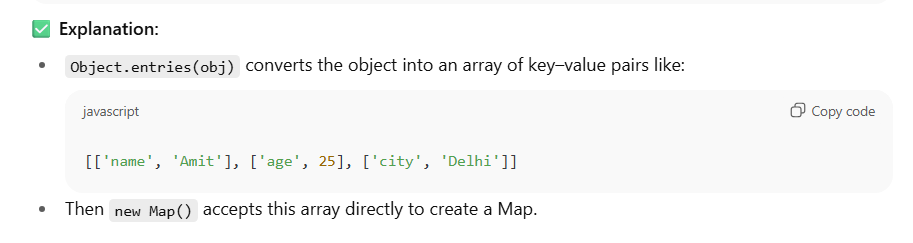 ✅ Explanation:
• Object.entries(obj) converts the object into an array of key–value pairs like:
javascript Copy code
[['name', 'Amit'], ['age', 25], ['city', 'Delhi']]
• Then new Map() accepts this array directly to create a Map.